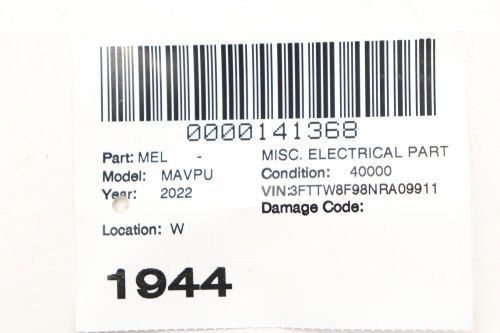 0000141368
Part: MEL - MISC. ELECTRICAL PART
Model: MAVPU Condition: 40000
Year: 2022 VIN:3FTTW8F98NRA09911
Damage Code:
Location: W
1944